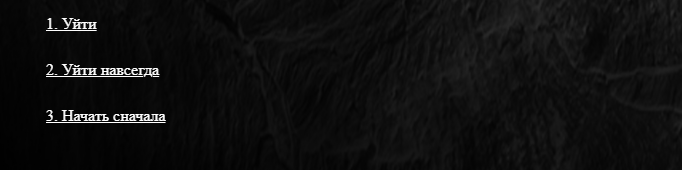 1. Уйти
2. Уйти навсегда
3. Начать сначала